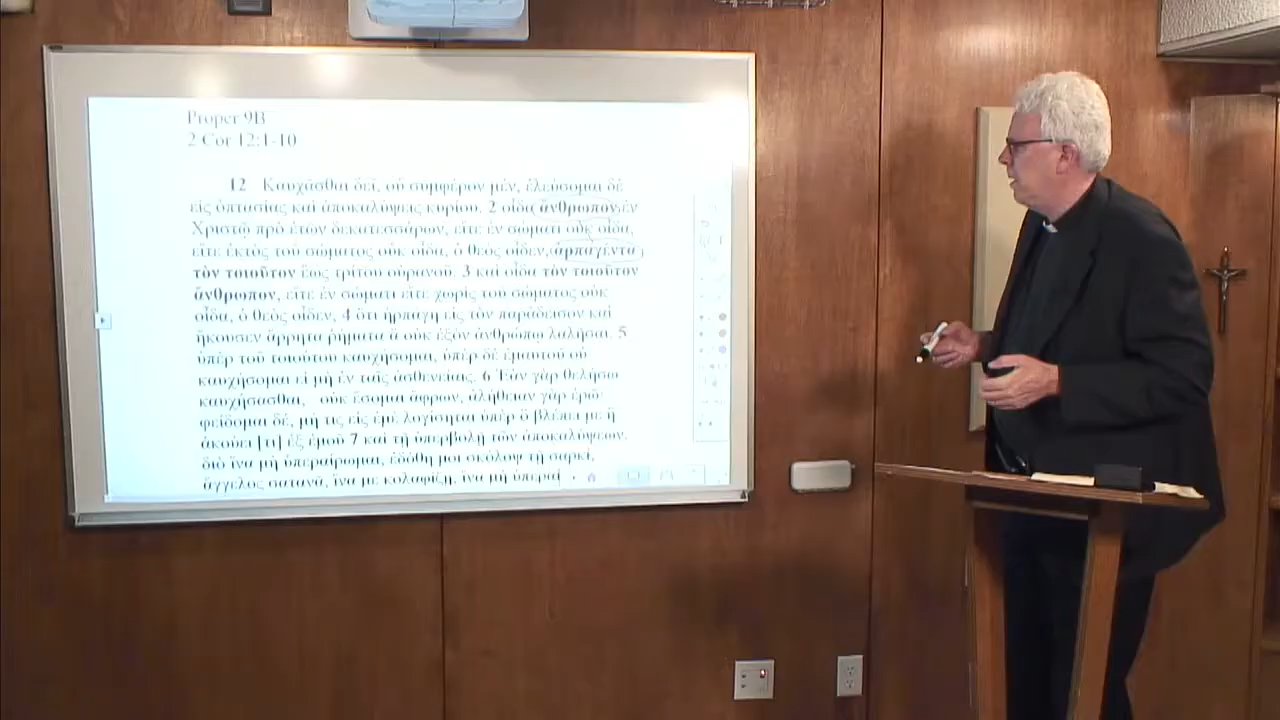 Proper 9B
2 Cor 12:1-10
12 Καυχᾶσθαι δεῖ, οὐ συμφέρον μέν, ἐλεύσομαι δὲ
εἰς ὀπτασίας καὶ ἀποκαλύψεις κυρίου. 2 οἶδα ἄνθρωπον ἐν
Χριστῷ πρὸ ἐτῶν δεκατεσσάρων, εἴτε ἐν σώματι οὐκ οἶδα,
εἴτε ἐκτὸς τοῦ σώματος οὐκ οἶδα, ὁ θεὸς οἶδεν, ἁρπαγέντα
τὸν τοιοῦτον ἕως τρίτου οὐρανοῦ. 3 καὶ οἶδα τὸν τοιοῦτον
ἄνθρωπον, εἴτε ἐν σώματι εἴτε χωρὶς τοῦ σώματος οὐκ
οἶδα, ὁ θεὸς οἶδεν, 4 ὅτι ἡρπάγη εἰς τὸν παράδεισον καὶ
ἤκουσεν ἄρρητα ῥήματα ἃ οὐκ ἐξὸν ἀνθρώπῳ λαλῆσαι. 5
ὑπὲρ τοῦ τοιούτου καυχήσομαι, ὑπὲρ δὲ ἐμαυτοῦ οὐ
καυχήσομαι εἰ μὴ ἐν ταῖς ἀσθενείαις. 6 Ἐὰν γὰρ θελήσω
καυχήσασθαι, οὐκ ἔσομαι ἄφρων, ἀλήθειαν γὰρ ἐρῶ·
φείδομαι δέ, μή τις εἰς ἐμὲ λογίσηται ὑπὲρ ὃ βλέπει με ἢ
ἀκούει [τι] ἐξ ἐμοῦ 7 καὶ τῇ ὑπερβολῇ τῶν ἀποκαλύψεων.
διὸ ἵνα μὴ ὑπεραίρωμαι, ἐδόθη μοι σκόλοψ τῇ σαρκί,
ἄγγελος σατανᾶ, ἵνα με κολαφίζῃ, ἵνα μὴ ὑπεραί